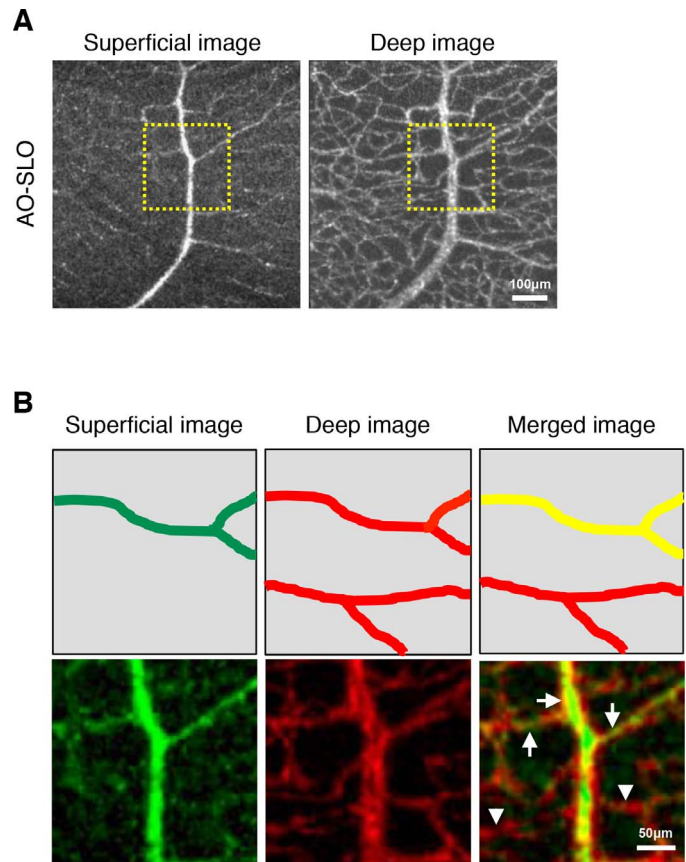 A
Superficial image
Deep image
AO-SLO
100µm
B
Superficial image
Deep image
Merged image
50µm